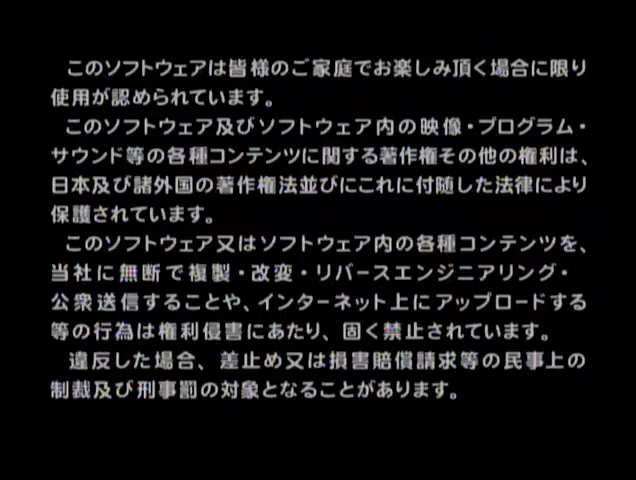 このソフトウェアは皆様のご家庭でお楽しみ頂く場合に限り
使用が認められています。
このソフトウェア及びソフトウェア内の映像・プログラム・
サウンド等の各種コンテンツに関する著作権その他の権利は、
日本及び諸外国の著作権法並びにこれに付随した法律により
保護されています。
このソフトウェア又はソフトウェア内の各種コンテンツを、
当社に無断で複製・改変・リバースエンジニアリング・
公衆送信することや、インターネット上にアップロードする
等の行為は権利侵害にあたり、固く禁止されています。
違反した場合、差止め又は損害賠償請求等の民事上の
制裁及び刑事罰の対象となることがあります。